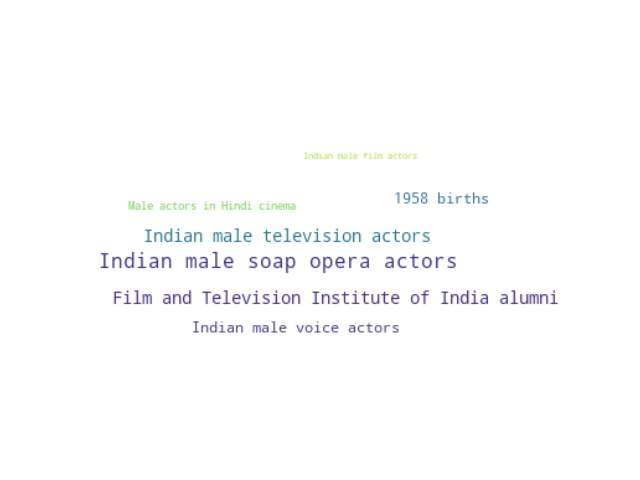 Indian male film actors
1958 births
Male actors in Hindi cinema
Indian male television actors
Indian male soap opera actors
Film and Television Institute of India alumni
Indian male voice actors